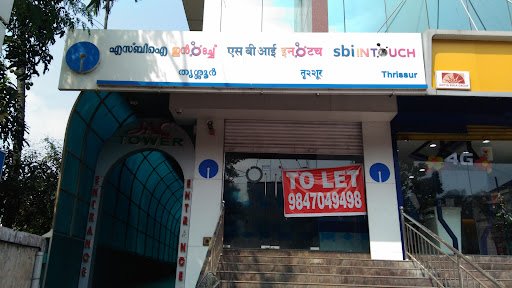 എസ്ബിഐ ഇൻടച്ച് एस बी आई इनटच sbi INTOUCH
തൃശ്ശൂർ तृश्शूर Thrissur
TOWER
ENTRANCE
ENTRANCE
TO LET
9847049498
4G